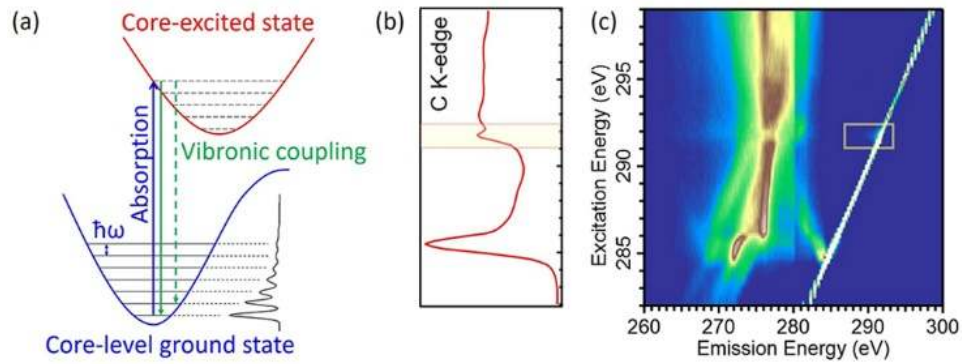 (a)
Core-excited state
Absorption
Vibronic coupling
ħω
Core-level ground state
(b)
C K-edge
(c)
Excitation Energy (eV)
295
290
285
260 270 280 290 300
Emission Energy (eV)